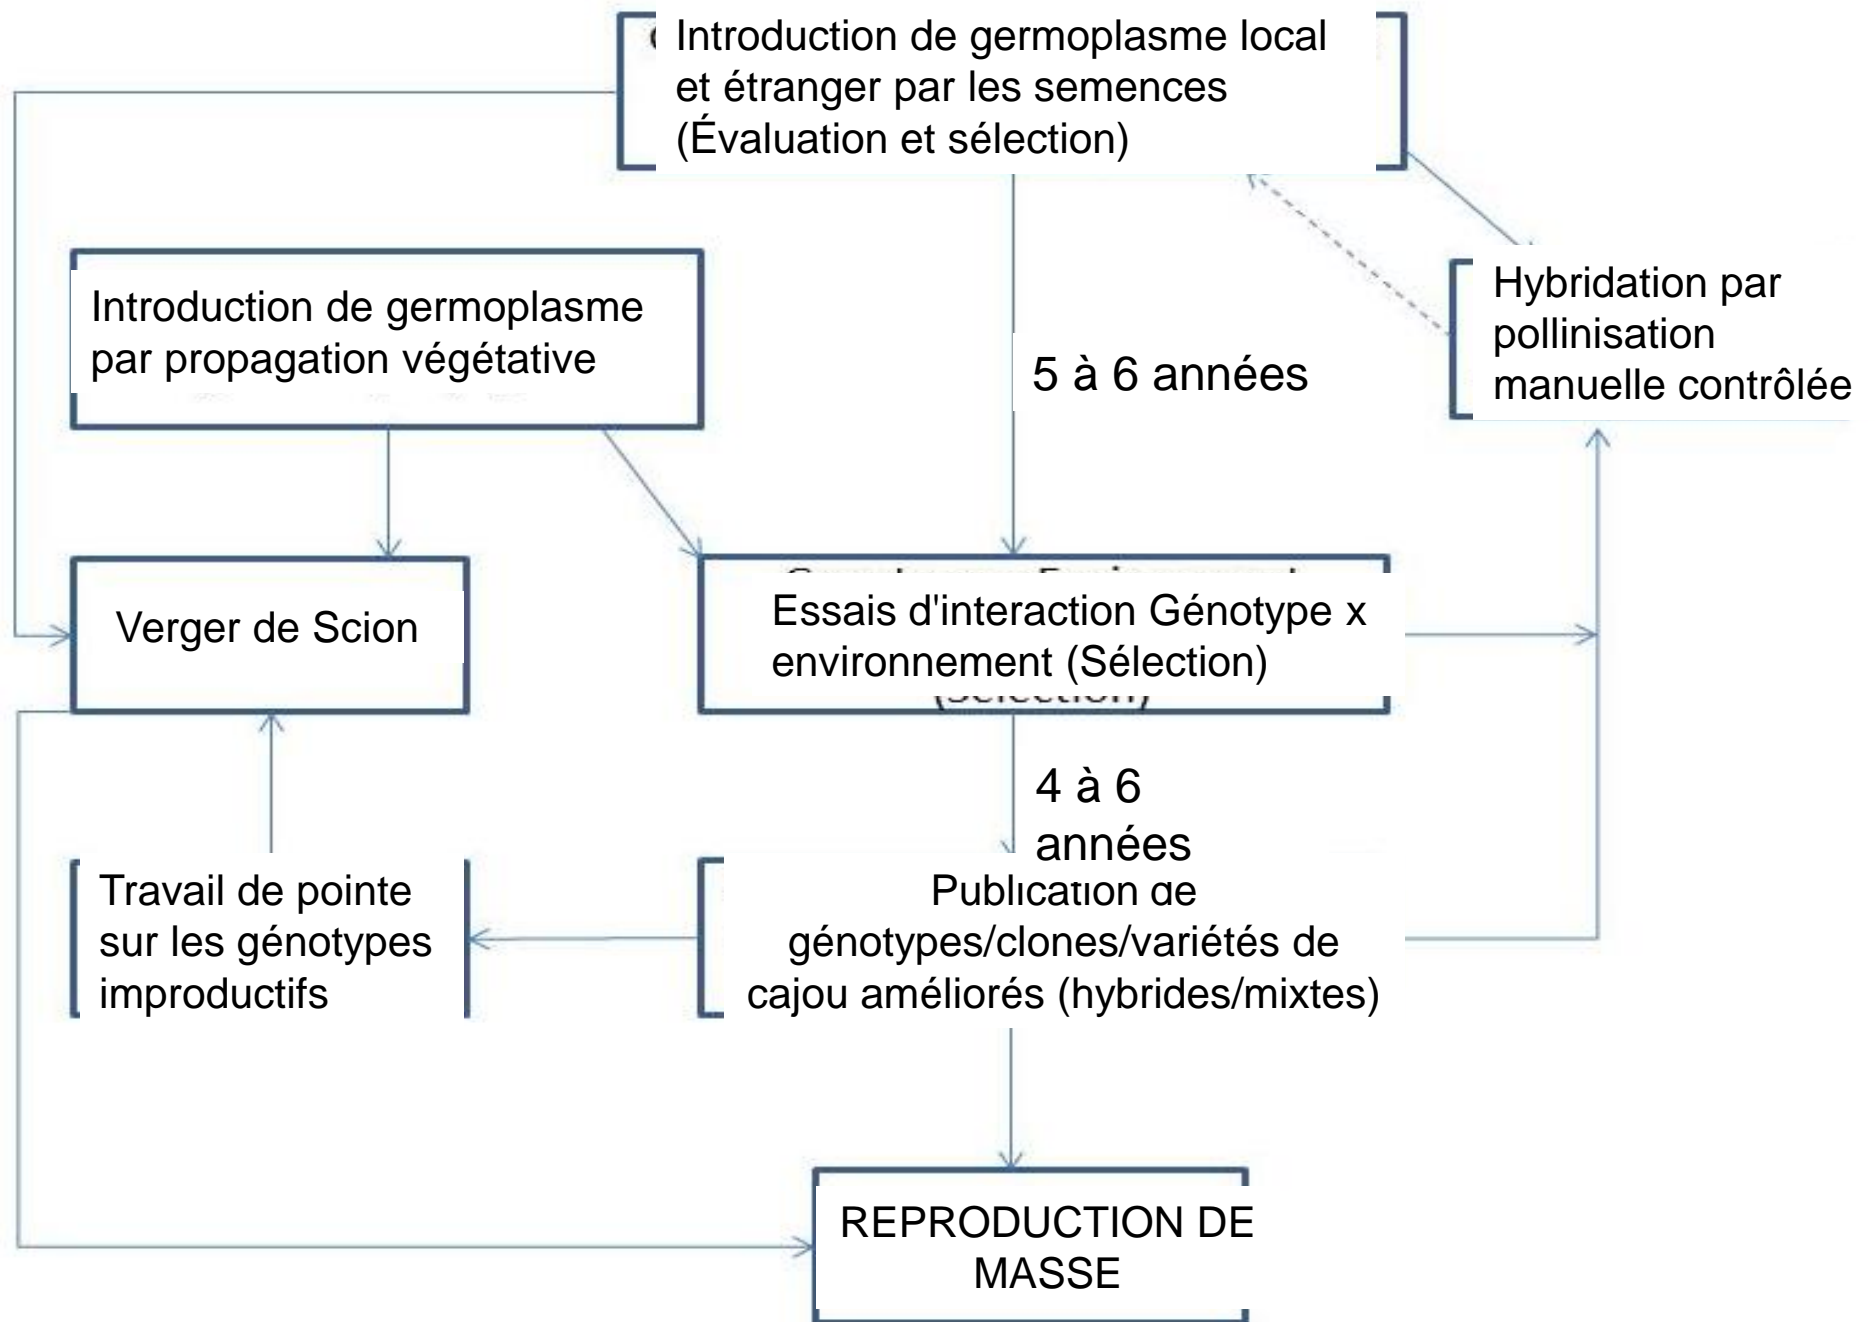 Introduction de germoplasme local
et étranger par les semences
(Évaluation et sélection)
Introduction de germoplasme
par propagation végétative
Hybridation par
pollinisation
manuelle contrôlée
5 à 6 années
Verger de Scion
Essais d'interaction Génotype x
environnement (Sélection)
(Selection)
4 à 6
années
Travail de pointe
sur les génotypes
improductifs
Publication de
génotypes/clones/variétés de
cajou améliorés (hybrides/mixtes)
REPRODUCTION DE
MASSE